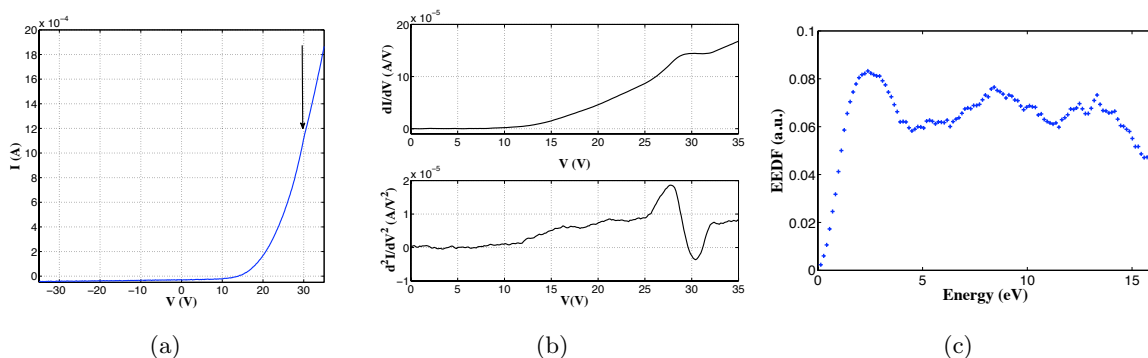 x 10⁻⁴
20
18
16
14
12
10
8
6
4
2
0
I (A)
−30 −20 −10 0 10 20 30
V (V)
(a)
x 10⁻⁵
20
10
0
dI/dV (A/V)
0 5 10 15 20 25 30 35
V (V)
x 10⁻⁵
2
1
0
−1
d²I/dV² (A/V²)
0 5 10 15 20 25 30 35
V(V)
(b)
0.1
0.08
0.06
0.04
0.02
0
EEDF (a.u.)
0 5 10 15
Energy (eV)
(c)